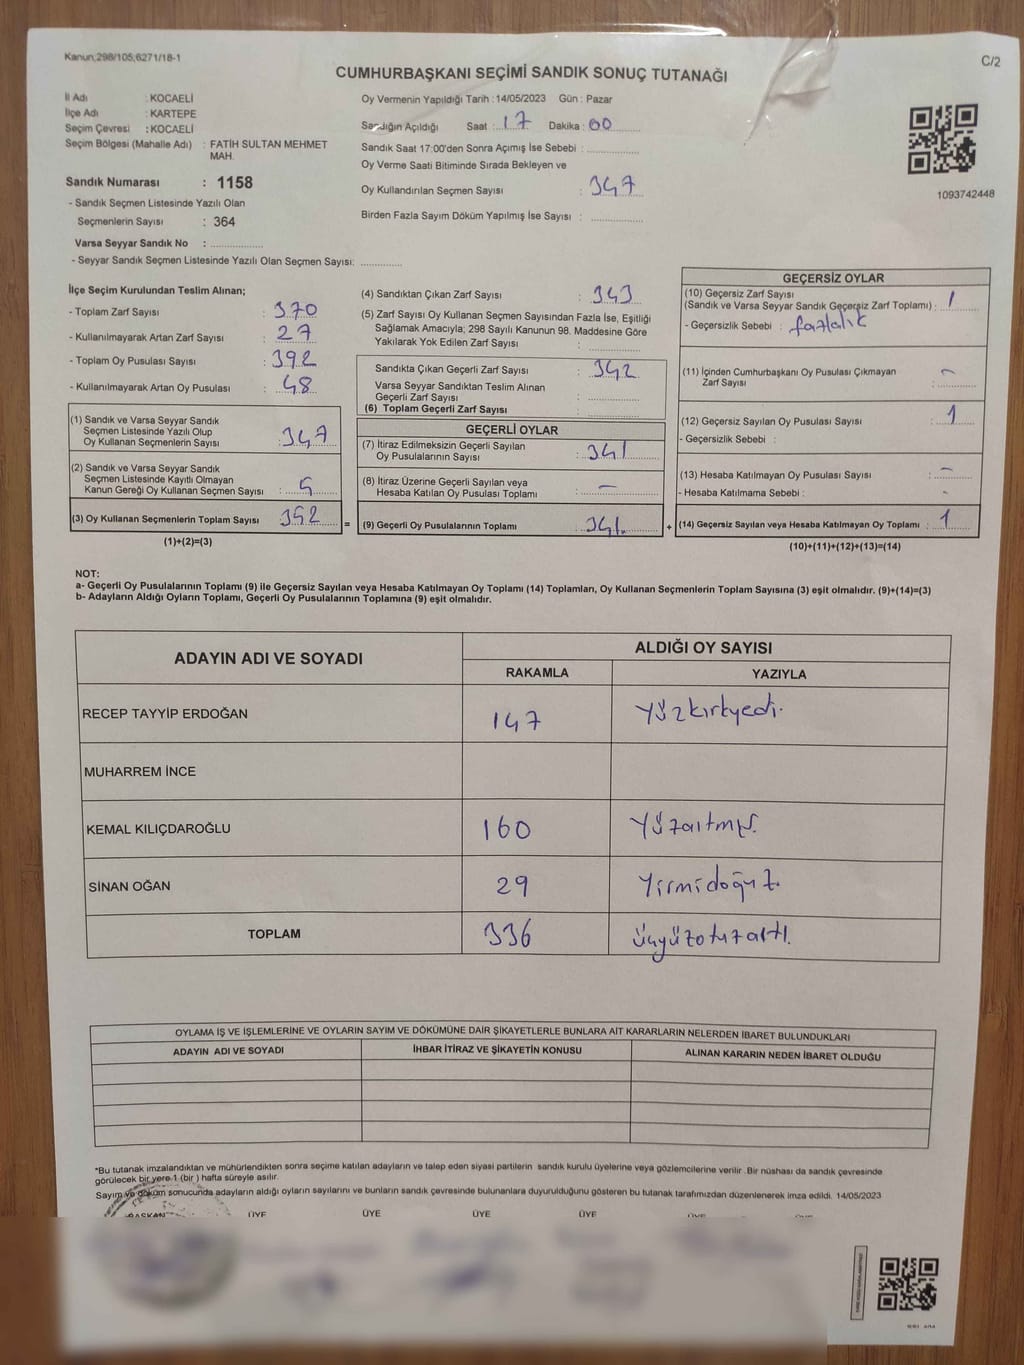 Kanun;298/105;6271/18-1
C/2
CUMHURBAŞKANI SEÇİMİ SANDIK SONUÇ TUTANAĞI
İl Adı : KOCAELİ
İlçe Adı : KARTEPE
Seçim Çevresi : KOCAELİ
Seçim Bölgesi (Mahalle Adı) : FATİH SULTAN MEHMET
MAH.
Sandık Numarası : 1158
- Sandık Seçmen Listesinde Yazılı Olan
Seçmenlerin Sayısı : 364
Varsa Seyyar Sandık No : ................
- Seyyar Sandık Seçmen Listesinde Yazılı Olan Seçmen Sayısı: .............
Oy Vermenin Yapıldığı Tarih : 14/05/2023 Gün : Pazar
Sandığın Açıldığı Saat : 17 Dakika : 00
Sandık Saat 17:00'den Sonra Açımış İse Sebebi : ................
Oy Verme Saati Bitiminde Sırada Bekleyen ve
Oy Kullandırılan Seçmen Sayısı : 347
Birden Fazla Sayım Döküm Yapılmış İse Sayısı : ................
1093742448
İlçe Seçim Kurulundan Teslim Alınan;
- Toplam Zarf Sayısı : 370
- Kullanılmayarak Artan Zarf Sayısı : 27
- Toplam Oy Pusulası Sayısı : 392
- Kullanılmayarak Artan Oy Pusulası : 48
(1) Sandık ve Varsa Seyyar Sandık
Seçmen Listesinde Yazılı Olup
Oy Kullanan Seçmenlerin Sayısı : 347
(2) Sandık ve Varsa Seyyar Sandık
Seçmen Listesinde Kayıtlı Olmayan
Kanun Gereği Oy Kullanan Seçmen Sayısı : 5
(3) Oy Kullanan Seçmenlerin Toplam Sayısı 352 =
(1)+(2)=(3)
(4) Sandıktan Çıkan Zarf Sayısı : 343
(5) Zarf Sayısı Oy Kullanan Seçmen Sayısından Fazla İse, Eşitliği
Sağlamak Amacıyla; 298 Sayılı Kanunun 98. Maddesine Göre
Yakılarak Yok Edilen Zarf Sayısı : ................
Sandıkta Çıkan Geçerli Zarf Sayısı : 342
Varsa Seyyar Sandıktan Teslim Alınan
Geçerli Zarf Sayısı : ................
(6) Toplam Geçerli Zarf Sayısı : ................
GEÇERLİ OYLAR
(7) İtiraz Edilmeksizin Geçerli Sayılan
Oy Pusulalarının Sayısı : 341
(8) İtiraz Üzerine Geçerli Sayılan veya
Hesaba Katılan Oy Pusulası Toplamı : –
(9) Geçerli Oy Pusulalarının Toplamı : 341. +
GEÇERSİZ OYLAR
(10) Geçersiz Zarf Sayısı
(Sandık ve Varsa Seyyar Sandık Geçersiz Zarf Toplamı) : 1
- Geçersizlik Sebebi : fazlalık
(11) İçinden Cumhurbaşkanı Oy Pusulası Çıkmayan
Zarf Sayısı : –
(12) Geçersiz Sayılan Oy Pusulası Sayısı : 1
- Geçersizlik Sebebi :
(13) Hesaba Katılmayan Oy Pusulası Sayısı : –
- Hesaba Katılmama Sebebi : -
(14) Geçersiz Sayılan veya Hesaba Katılmayan Oy Toplamı : 1
(10)+(11)+(12)+(13)=(14)
NOT:
a- Geçerli Oy Pusulalarının Toplamı (9) ile Geçersiz Sayılan veya Hesaba Katılmayan Oy Toplamı (14) Toplamları, Oy Kullanan Seçmenlerin Toplam Sayısına (3) eşit olmalıdır. (9)+(14)=(3)
b- Adayların Aldığı Oyların Toplamı, Geçerli Oy Pusulalarının Toplamına (9) eşit olmalıdır.
ADAYIN ADI VE SOYADI ALDIĞI OY SAYISI
RAKAMLA YAZIYLA
RECEP TAYYİP ERDOĞAN 147 Yüzkırkyedi.
MUHARREM İNCE
KEMAL KILIÇDAROĞLU 160 Yüzaltmış.
SİNAN OĞAN 29 Yirmidoğuz.
TOPLAM 336 üçyüzotuzaltı.
OYLAMA İŞ VE İŞLEMLERİNE VE OYLARIN SAYIM VE DÖKÜMÜNE DAİR ŞİKAYETLERLE BUNLARA AİT KARARLARIN NELERDEN İBARET BULUNDUKLARI
ADAYIN ADI VE SOYADI İHBAR İTİRAZ VE ŞİKAYETİN KONUSU ALINAN KARARIN NEDEN İBARET OLDUĞU
*Bu tutanak imzalandıktan ve mühürlendikten sonra seçime katılan adayların ve talep eden siyasi partilerin sandık kurulu üyelerine veya gözlemcilerine verilir .Bir nüshası da sandık çevresinde
görülecek bir yere 1 (bir ) hafta süreyle asılır.
Sayım ve döküm sonucunda adayların aldığı oyların sayılarını ve bunların sandık çevresinde bulunanlara duyurulduğunu gösteren bu tutanak tarafımızdan düzenlenerek imza edildi. 14/05/2023
BAŞKAN ÜYE ÜYE ÜYE ÜYE